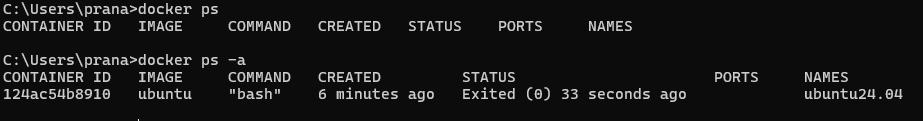 C:\Users\prana>docker ps
CONTAINER ID   IMAGE     COMMAND   CREATED   STATUS    PORTS     NAMES
C:\Users\prana>docker ps -a
CONTAINER ID   IMAGE     COMMAND   CREATED         STATUS                      PORTS     NAMES
124ac54b8910   ubuntu    "bash"    6 minutes ago   Exited (0) 33 seconds ago             ubuntu24.04